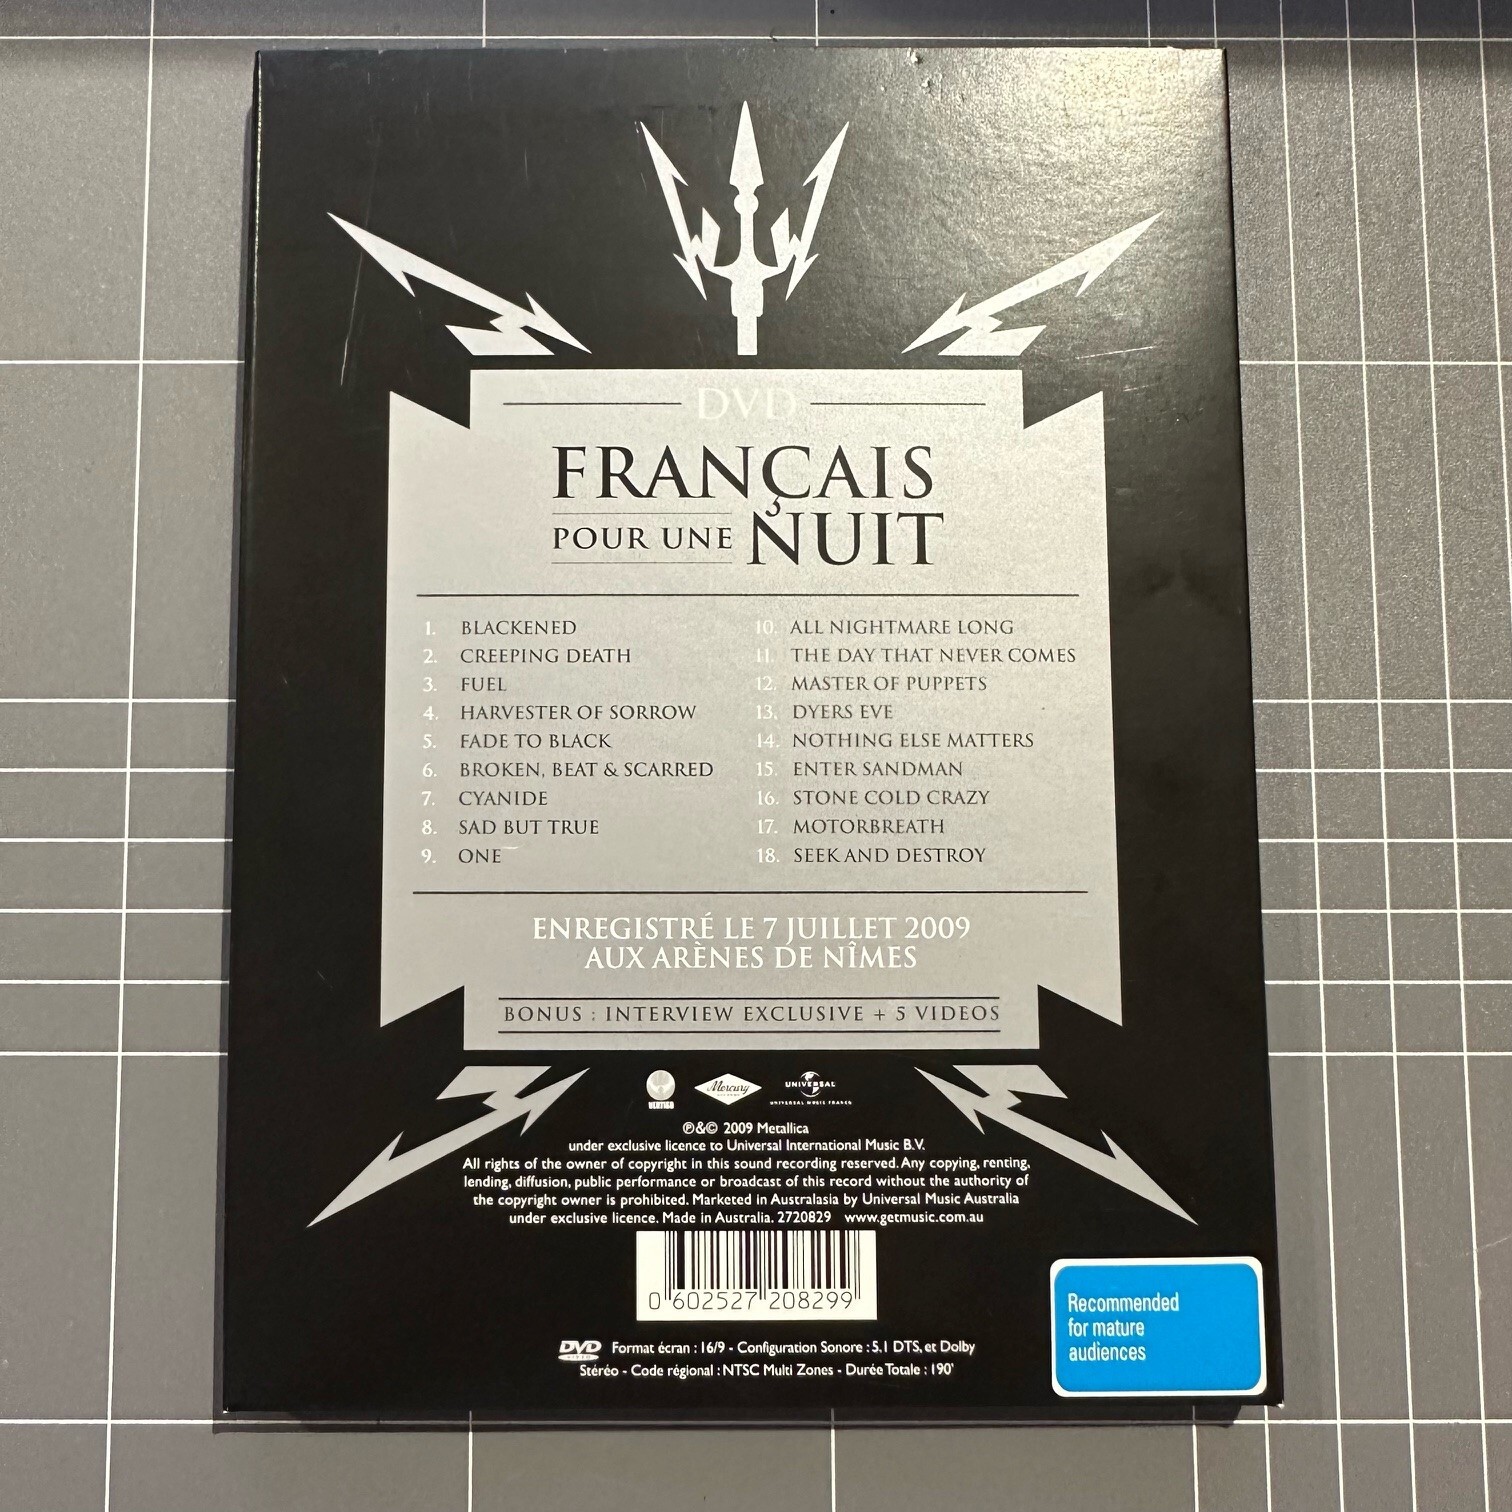 DVD
FRANÇAIS
POUR UNE NUIT
1. BLACKENED
2. CREEPING DEATH
3. FUEL
4. HARVESTER OF SORROW
5. FADE TO BLACK
6. BROKEN, BEAT & SCARRED
7. CYANIDE
8. SAD BUT TRUE
9. ONE
10. ALL NIGHTMARE LONG
11. THE DAY THAT NEVER COMES
12. MASTER OF PUPPETS
13. DYERS EVE
14. NOTHING ELSE MATTERS
15. ENTER SANDMAN
16. STONE COLD CRAZY
17. MOTORBREATH
18. SEEK AND DESTROY
ENREGISTRÉ LE 7 JUILLET 2009
AUX ARÈNES DE NÎMES
BONUS : INTERVIEW EXCLUSIVE + 5 VIDEOS
VERTIGO
Mercury
UNIVERSAL
UNIVERSAL MUSIC FRANCE
℗&© 2009 Metallica
under exclusive licence to Universal International Music B.V.
All rights of the owner of copyright in this sound recording reserved. Any copying, renting,
lending, diffusion, public performance or broadcast of this record without the authority of
the copyright owner is prohibited. Marketed in Australasia by Universal Music Australia
under exclusive licence. Made in Australia. 2720829 www.getmusic.com.au
0 602527 208299
DVD Format écran : 16/9 - Configuration Sonore : 5.1 DTS, et Dolby
Stéréo - Code régional : NTSC Multi Zones - Durée Totale : 190'
Recommended
for mature
audiences